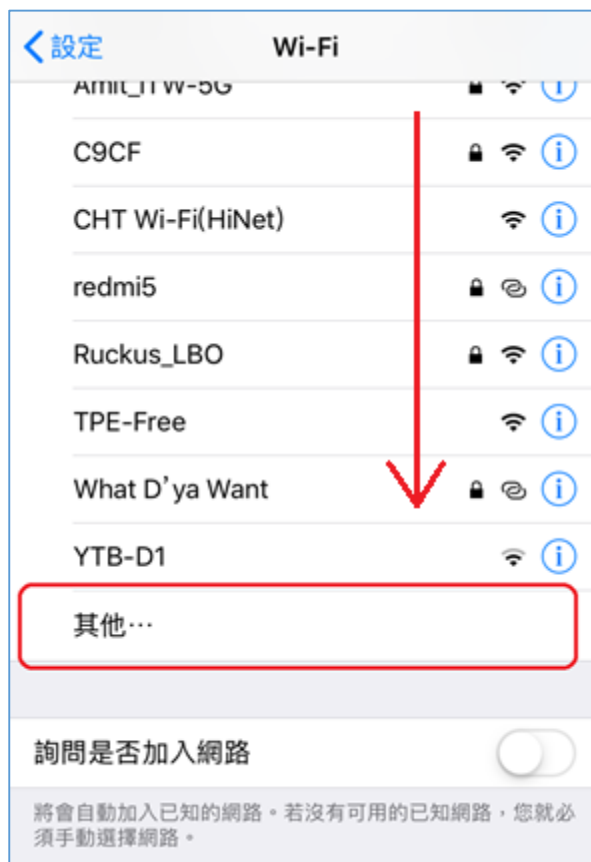 設定
Wi-Fi
Amit_ITW-5G
C9CF
CHT Wi-Fi(HiNet)
redmi5
Ruckus_LBO
TPE-Free
What D’ya Want
YTB-D1
其他⋯
詢問是否加入網路
將會自動加入已知的網路。若沒有可用的已知網路，您就必
須手動選擇網路。